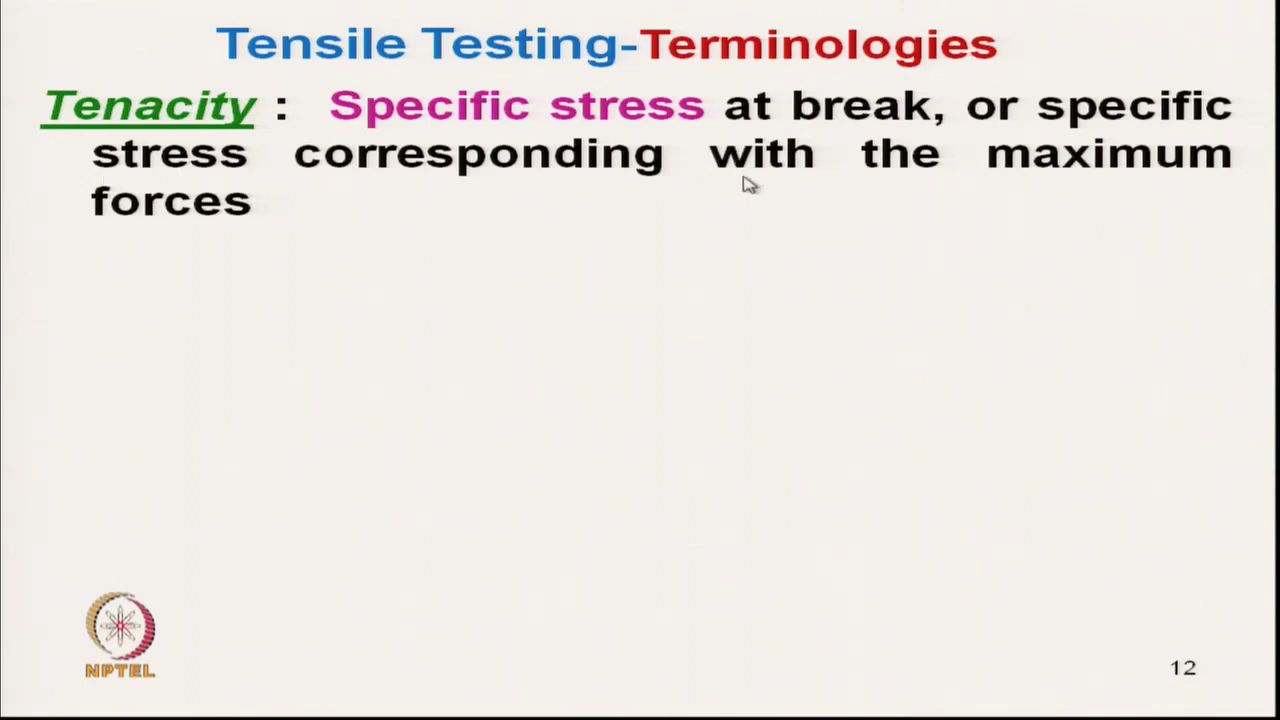 Tensile Testing-Terminologies
Tenacity : Specific stress at break, or specific
stress corresponding with the maximum
forces
NPTEL
12